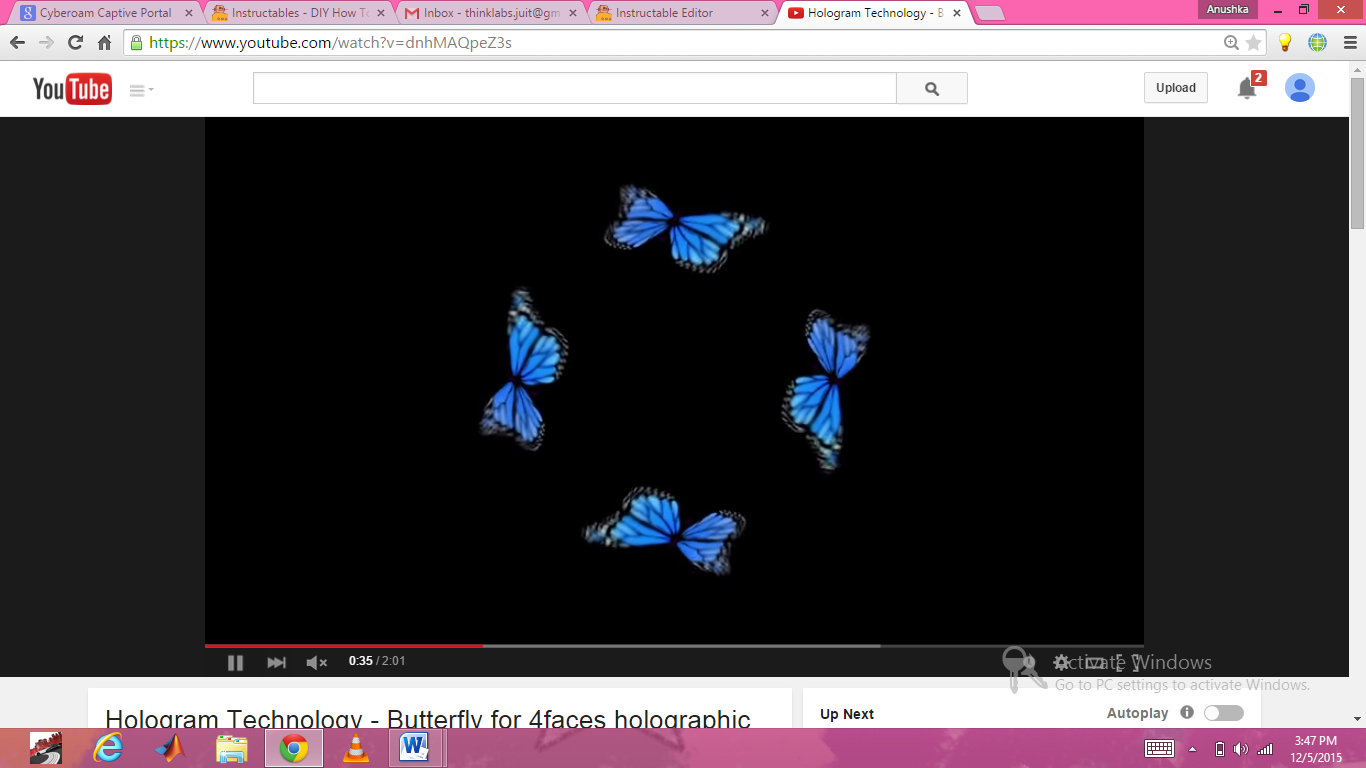 Cyberoam Captive Portal
Instructables - DIY How To
Inbox - thinklabs.juit@gm
Instructable Editor
Hologram Technology - B
Anushka
https://www.youtube.com/watch?v=dnhMAQpeZ3s
YouTube
Upload
2
0:35 / 2:01
Activate Windows
Go to PC settings to activate Windows.
Hologram Technology - Butterfly for 4faces holographic
Up Next
Autoplay
3:47 PM
12/5/2015